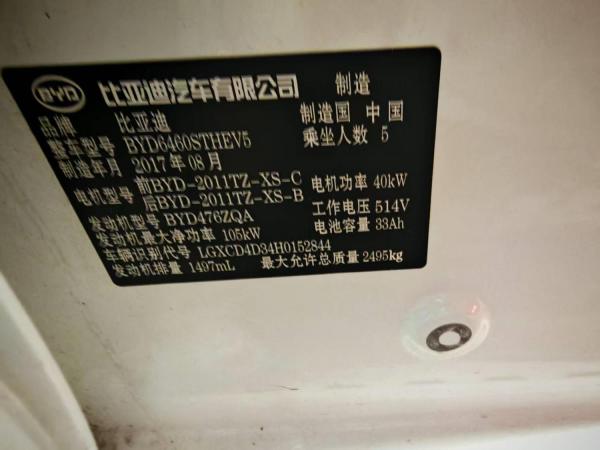 BYD 比亚迪汽车有限公司 制造
品牌 比亚迪 制造国 中国
整车型号 BYD6460STHEV5 乘坐人数 5
制造年月 2017年08月
电机型号 前BYD-2011TZ-XS-C 电机功率 40kW
后BYD-2011TZ-XS-B 工作电压 514V
发动机型号 BYD476ZQA 电池容量 33Ah
发动机最大净功率 105kW
车辆识别代号 LGXCD4D34H0152844
发动机排量 1497mL 最大允许总质量 2495kg